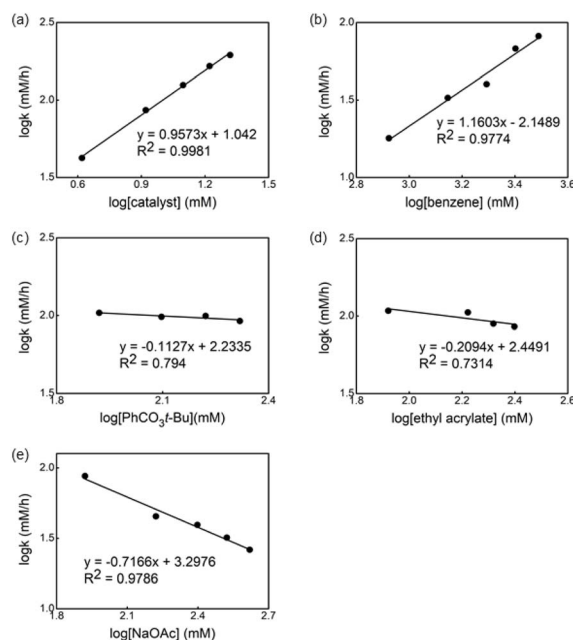 (a)
2.5
2.0
1.5
logk (mM/h)
y = 0.9573x + 1.042
R2 = 0.9981
0.6 0.9 1.2 1.5
log[catalyst] (mM)
(b)
2.0
1.5
1.0
logk (mM/h)
y = 1.1603x - 2.1489
R2 = 0.9774
2.8 3.0 3.2 3.4 3.6
log[benzene] (mM)
(c)
2.5
2.0
1.5
logk (mM/h)
y = -0.1127x + 2.2335
R2 = 0.794
1.8 2.1 2.4
log[PhCO3t-Bu](mM)
(d)
2.5
2.0
1.5
logk (mM/h)
y = -0.2094x + 2.4491
R2 = 0.7314
1.8 2.0 2.2 2.4 2.6
log[ethyl acrylate] (mM)
(e)
2.0
1.5
1.0
logk (mM/h)
y = -0.7166x + 3.2976
R2 = 0.9786
1.8 2.1 2.4 2.7
log[NaOAc] (mM)